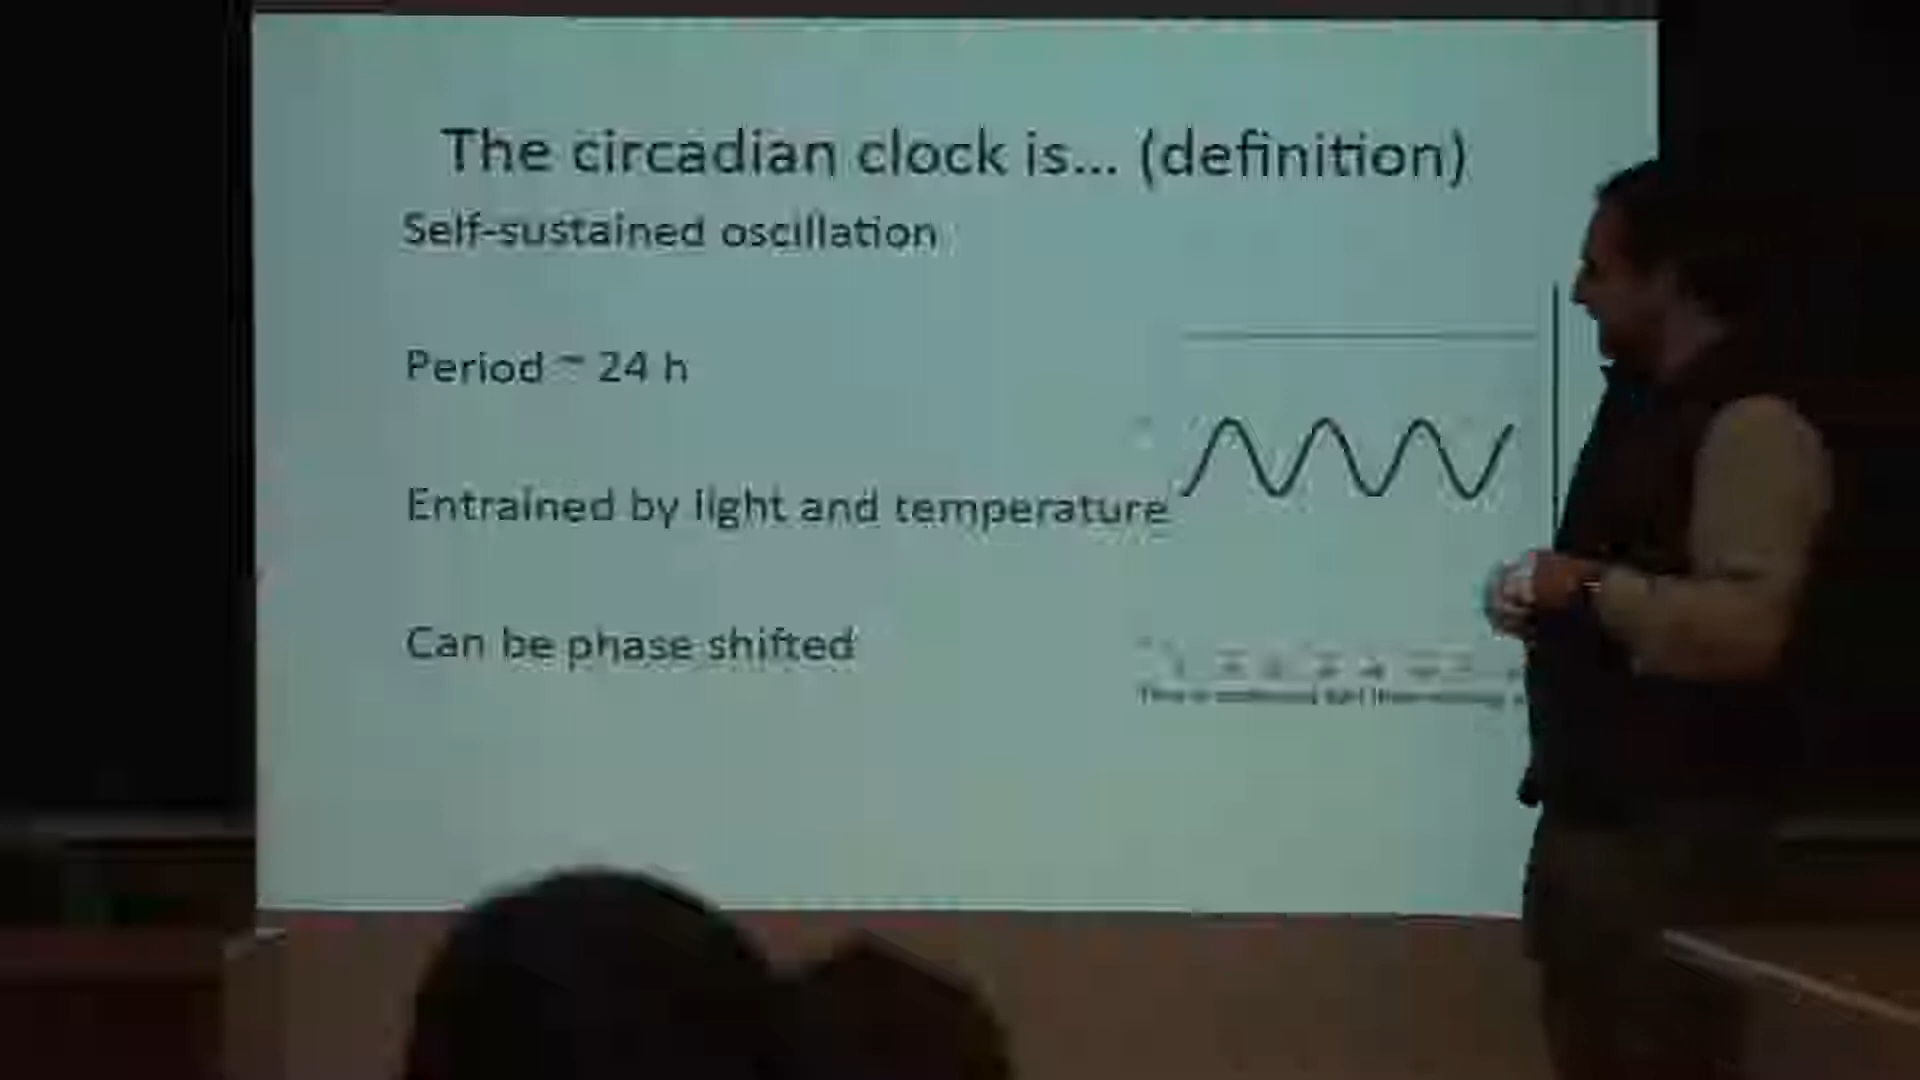 The circadian clock is... (definition)
Self-sustained oscillation
Period ~ 24 h
Entrained by light and temperature
Can be phase shifted